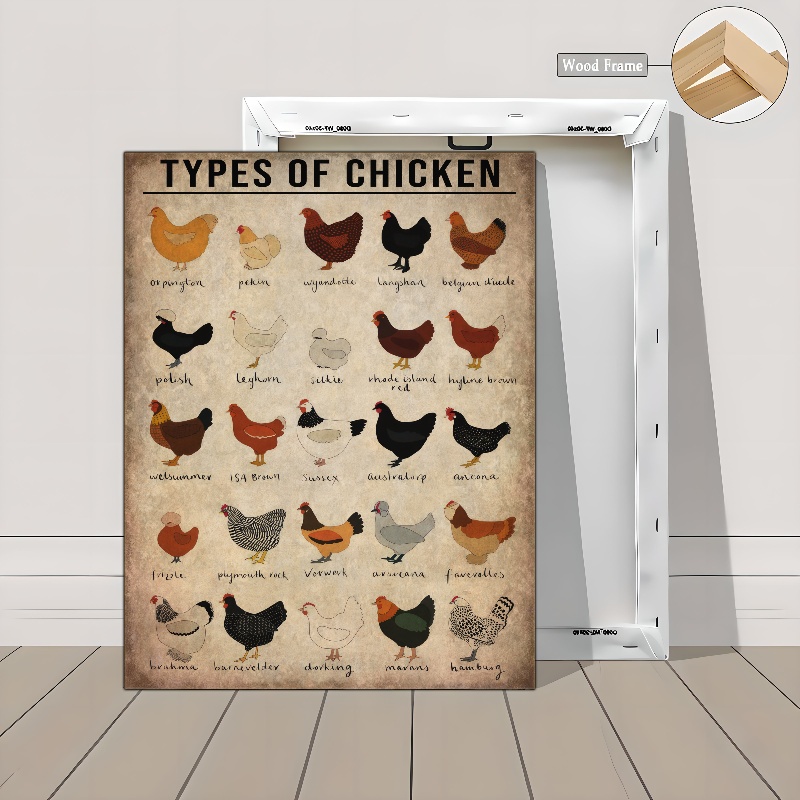 Wood Frame
TYPES OF CHICKEN
orpington pekin wyandotte langshan belgian d'uccle
polish leghorn silkie rhode island red hyline brown
welsummer ISA Brown Sussex australorp ancona
frizzle plymouth rock Vorwerk araucana faverolles
brahma barnevelder dorking marans hamburg